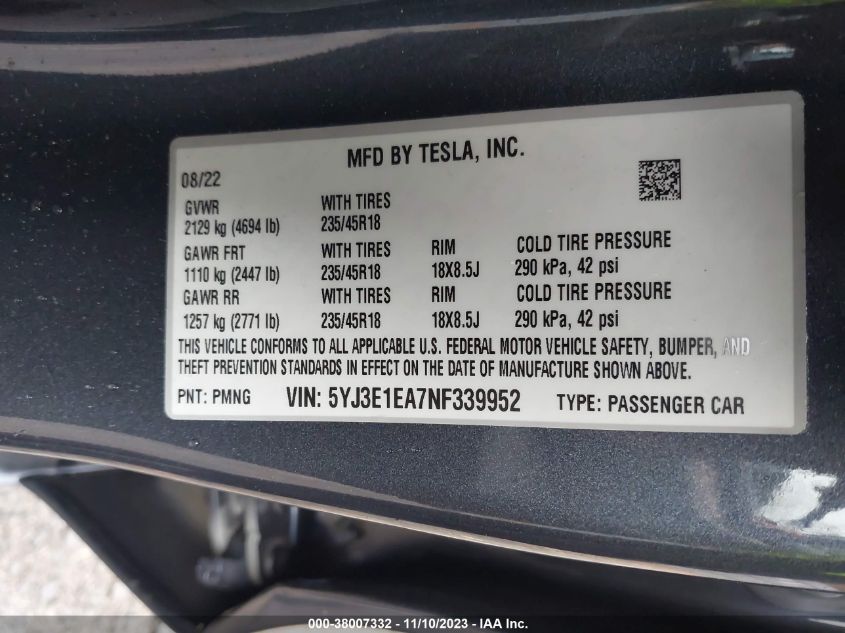 MFD BY TESLA, INC.
08/22
GVWR WITH TIRES
2129 kg (4694 lb) 235/45R18
GAWR FRT WITH TIRES RIM COLD TIRE PRESSURE
1110 kg (2447 lb) 235/45R18 18X8.5J 290 kPa, 42 psi
GAWR RR WITH TIRES RIM COLD TIRE PRESSURE
1257 kg (2771 lb) 235/45R18 18X8.5J 290 kPa, 42 psi
THIS VEHICLE CONFORMS TO ALL APPLICABLE U.S. FEDERAL MOTOR VEHICLE SAFETY, BUMPER, AND
THEFT PREVENTION STANDARDS IN EFFECT ON THE DATE OF MANUFACTURE SHOWN ABOVE.
PNT: PMNG VIN: 5YJ3E1EA7NF339952 TYPE: PASSENGER CAR
000-38007332 - 11/10/2023 - IAA Inc.